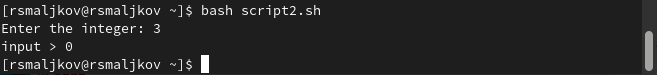 [rsmaljkov@rsmaljkov ~]$ bash script2.sh
Enter the integer: 3
input > 0
[rsmaljkov@rsmaljkov ~]$